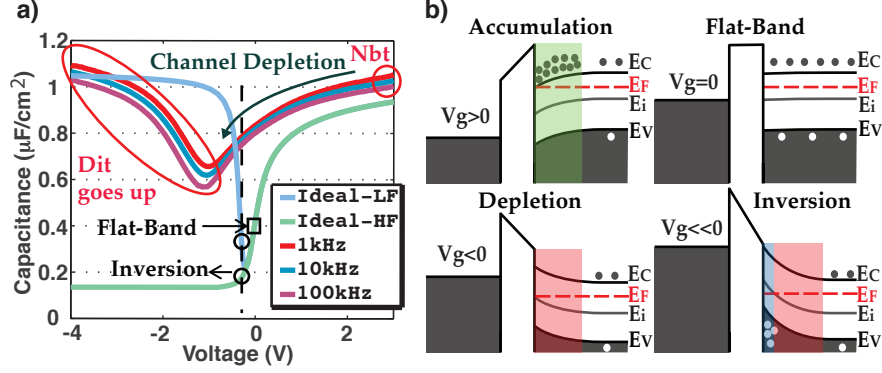 a)
1.2
1
0.8
0.6
0.4
0.2
0
-4
-2
0
2
Voltage (V)
Capacitance (μF/cm²)
Channel Depletion
Nbt
Dit
goes up
Flat-Band
Inversion
Ideal-LF
Ideal-HF
1kHz
10kHz
100kHz
b)
Accumulation
Vg>0
EC
EF
Ei
EV
Flat-Band
Vg=0
EC
EF
Ei
EV
Depletion
Vg<0
EC
EF
Ei
EV
Inversion
Vg<<0
EC
EF
Ei
EV